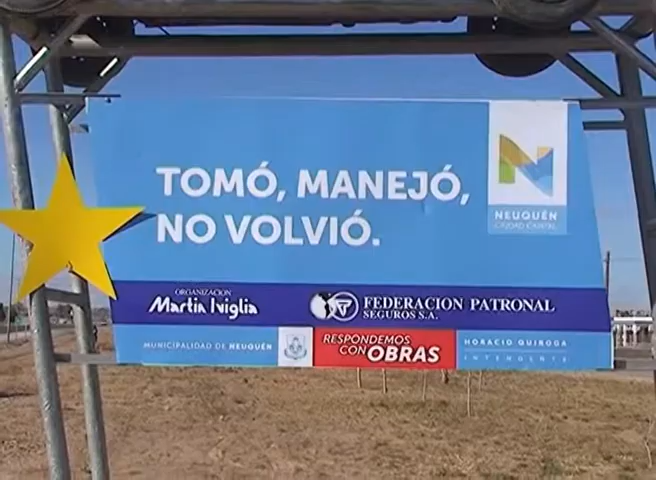 TOMÓ, MANEJÓ,
NO VOLVIÓ.
NEUQUÉN
CIUDAD CAPITAL
ORGANIZACION
Martín Iviglia
FEDERACION PATRONAL
SEGUROS S.A.
MUNICIPALIDAD DE NEUQUÉN
RESPONDEMOS
CON OBRAS
HORACIO QUIROGA
INTENDENTE